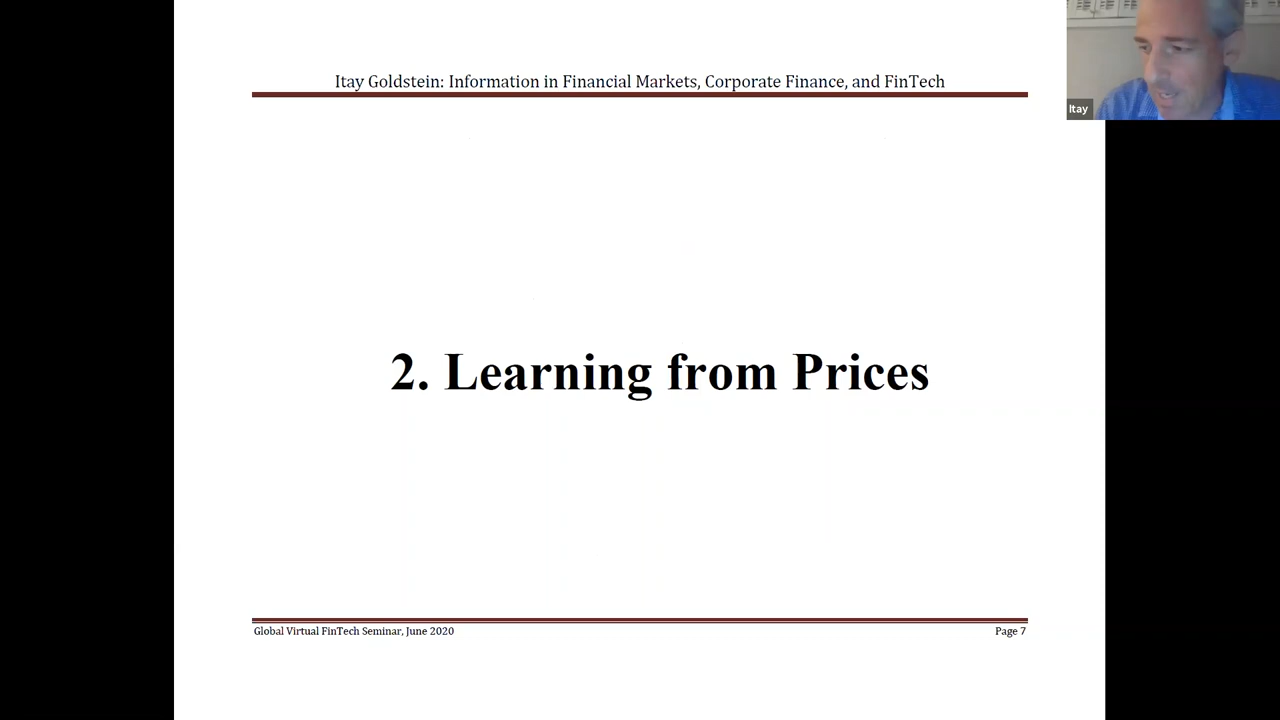 Itay Goldstein: Information in Financial Markets, Corporate Finance, and FinTech
Itay
2. Learning from Prices
Global Virtual FinTech Seminar, June 2020
Page 7